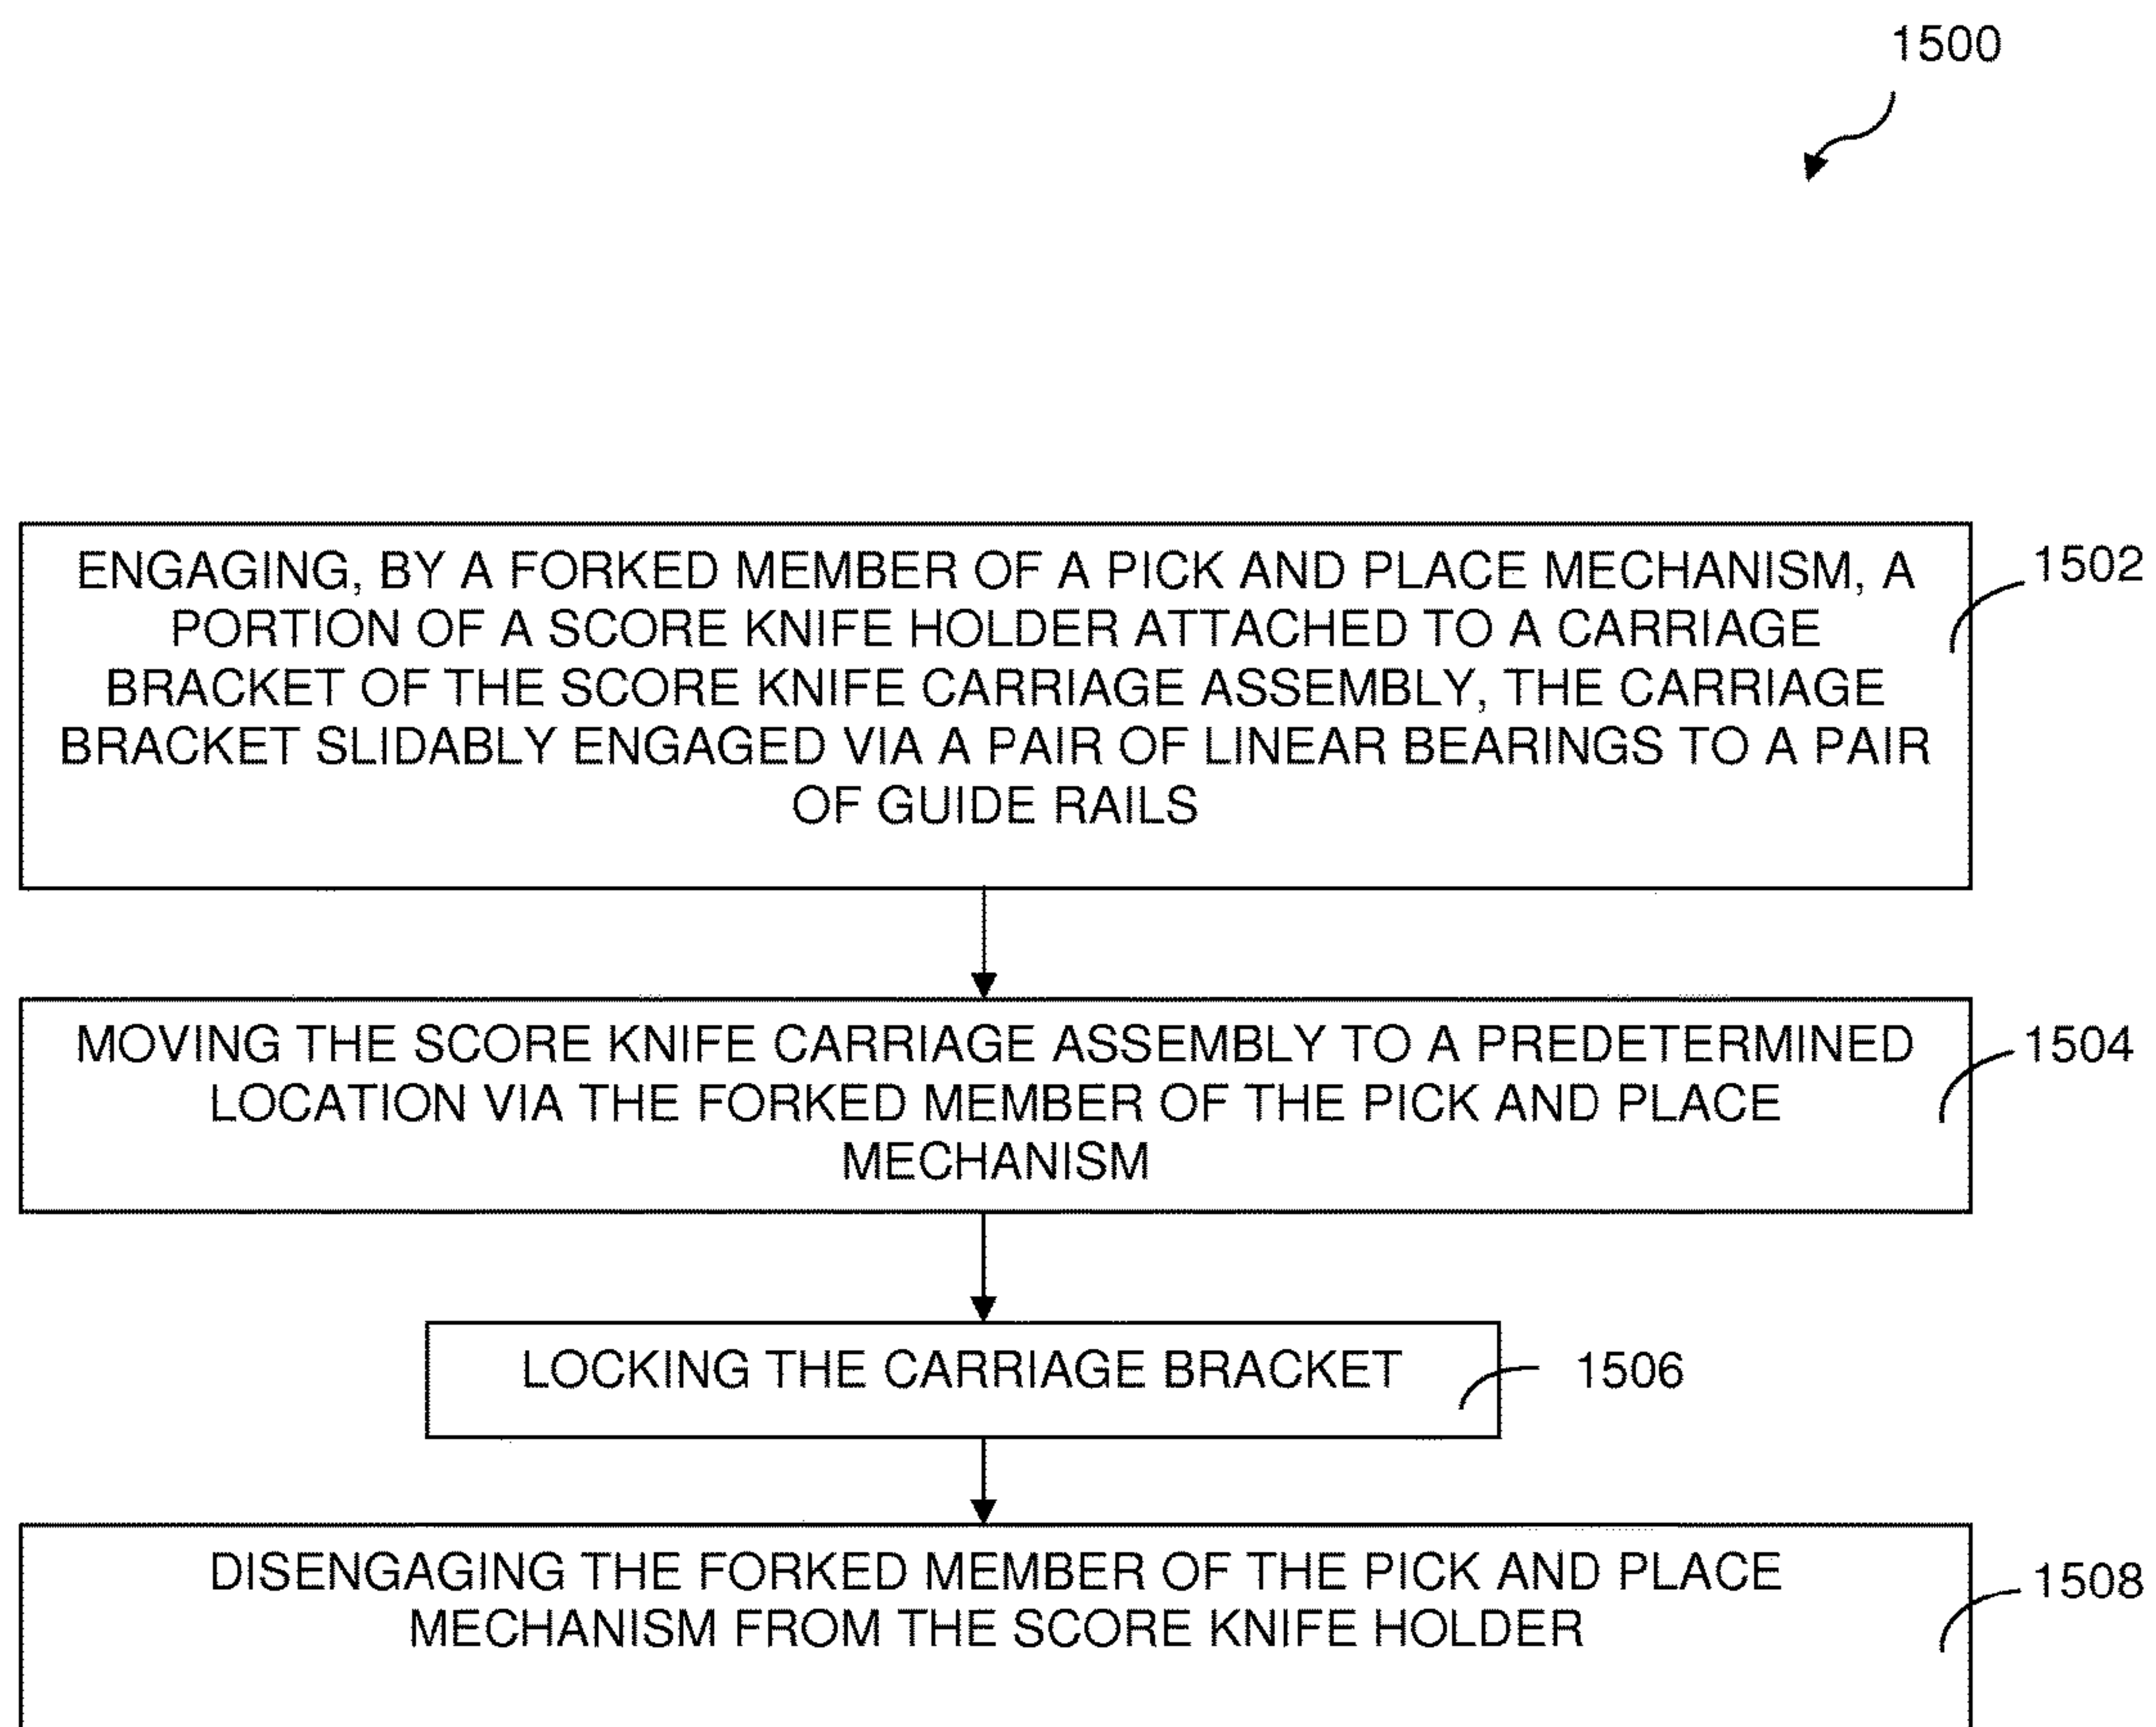 1500
ENGAGING, BY A FORKED MEMBER OF A PICK AND PLACE MECHANISM, A
PORTION OF A SCORE KNIFE HOLDER ATTACHED TO A CARRIAGE
BRACKET OF THE SCORE KNIFE CARRIAGE ASSEMBLY, THE CARRIAGE
BRACKET SLIDABLY ENGAGED VIA A PAIR OF LINEAR BEARINGS TO A PAIR
OF GUIDE RAILS
1502
MOVING THE SCORE KNIFE CARRIAGE ASSEMBLY TO A PREDETERMINED
LOCATION VIA THE FORKED MEMBER OF THE PICK AND PLACE
MECHANISM
1504
LOCKING THE CARRIAGE BRACKET
1506
DISENGAGING THE FORKED MEMBER OF THE PICK AND PLACE
MECHANISM FROM THE SCORE KNIFE HOLDER
1508